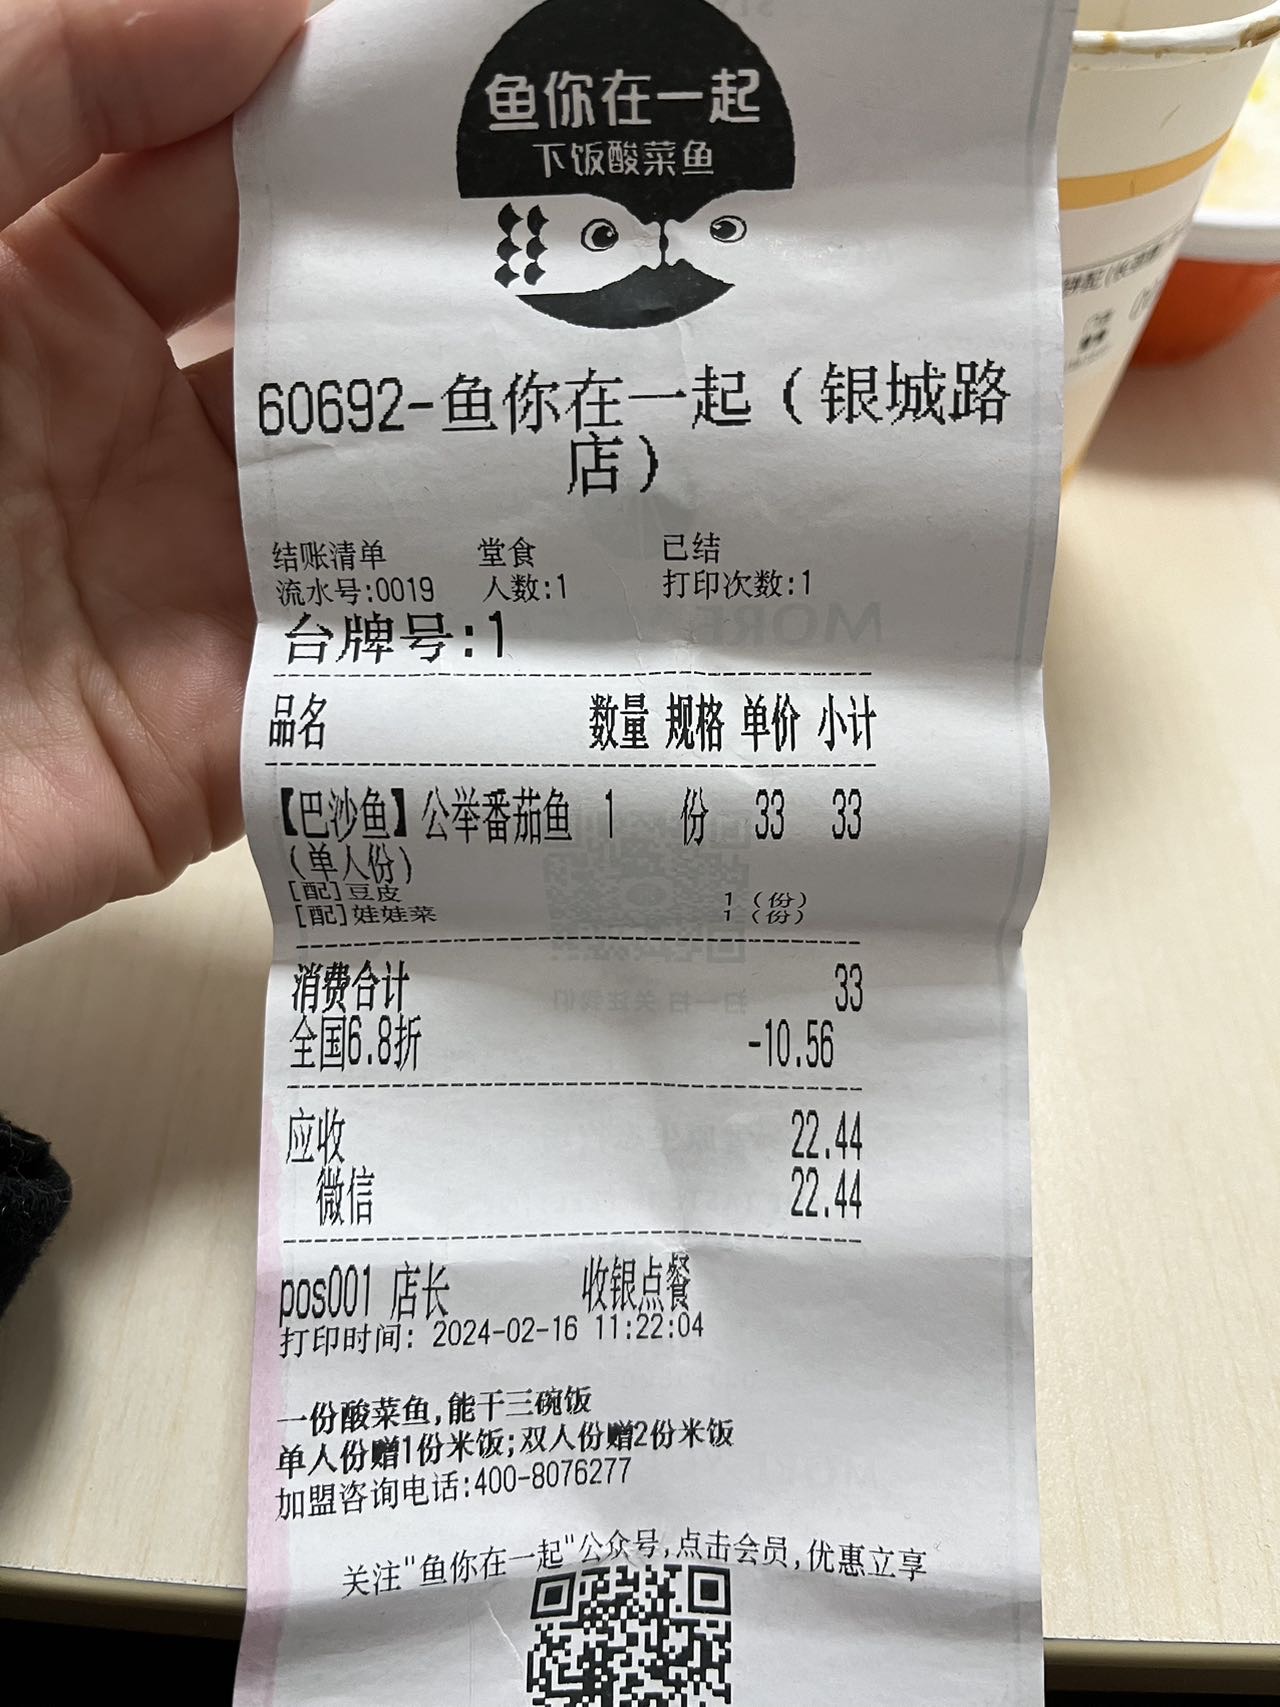 鱼你在一起
下饭酸菜鱼
60692-鱼你在一起（银城路
店）
结账清单 堂食 已结
流水号:0019 人数:1 打印次数:1
台牌号:1
品名 数量 规格 单价 小计
【巴沙鱼】公举番茄鱼 1 份 33 33
（单人份）
[配]豆皮 1（份）
[配]娃娃菜 1（份）
消费合计 33
全国6.8折 -10.56
应收 22.44
微信 22.44
pos001 店长 收银点餐
打印时间: 2024-02-16 11:22:04
一份酸菜鱼,能干三碗饭
单人份赠1份米饭;双人份赠2份米饭
加盟咨询电话:400-8076277
关注"鱼你在一起"公众号,点击会员,优惠立享